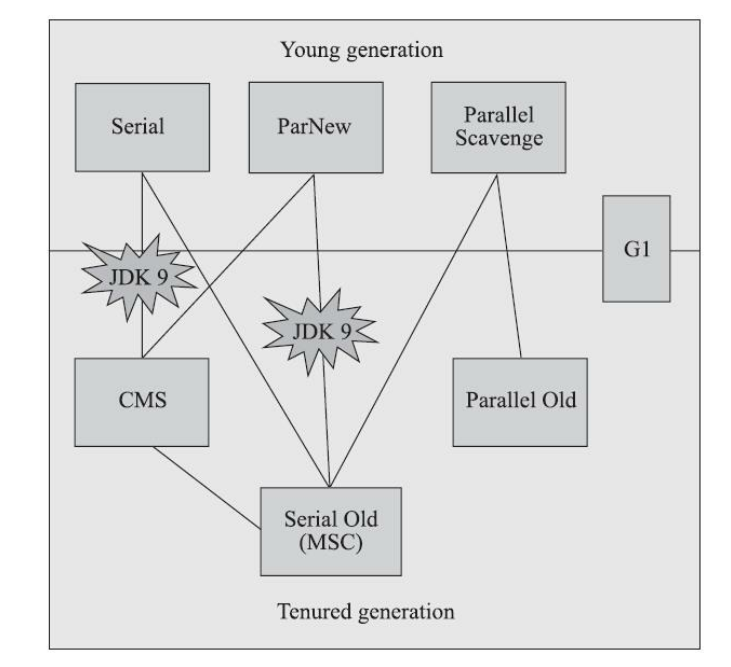 Young generation
Serial
ParNew
Parallel
Scavenge
G1
JDK 9
JDK 9
CMS
Parallel Old
Serial Old
(MSC)
Tenured generation